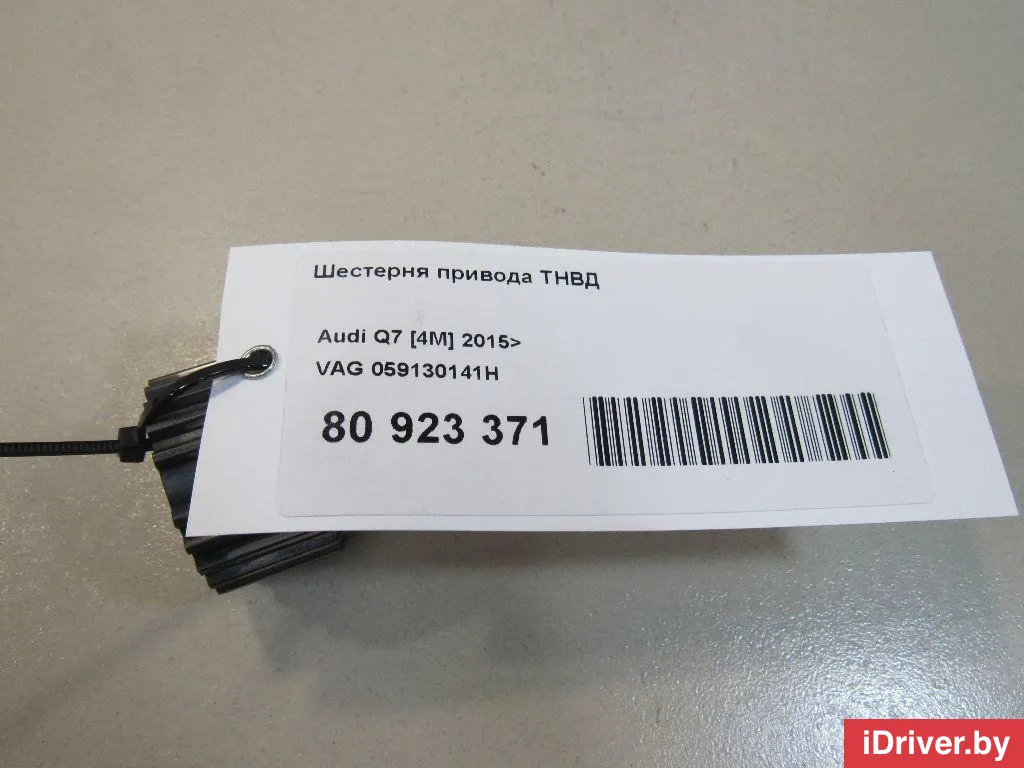 Шестерня привода ТНВД
Audi Q7 [4M] 2015>
VAG 059130141H
80 923 371
iDriver.by